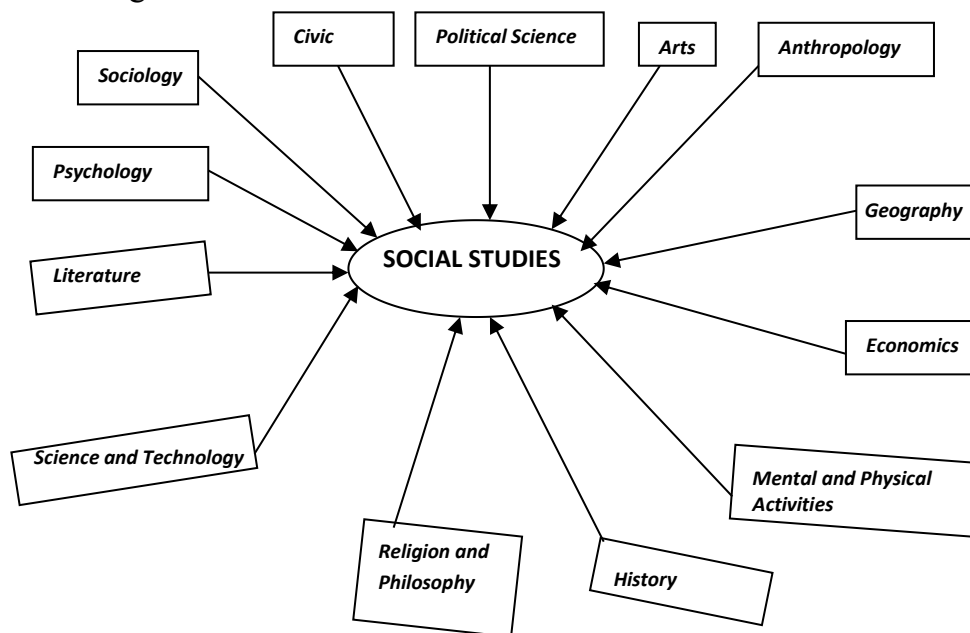 Civic
Political Science
Arts
Anthropology
Sociology
Psychology
Geography
SOCIAL STUDIES
Literature
Economics
Science and Technology
Mental and Physical
Activities
Religion and
Philosophy
History